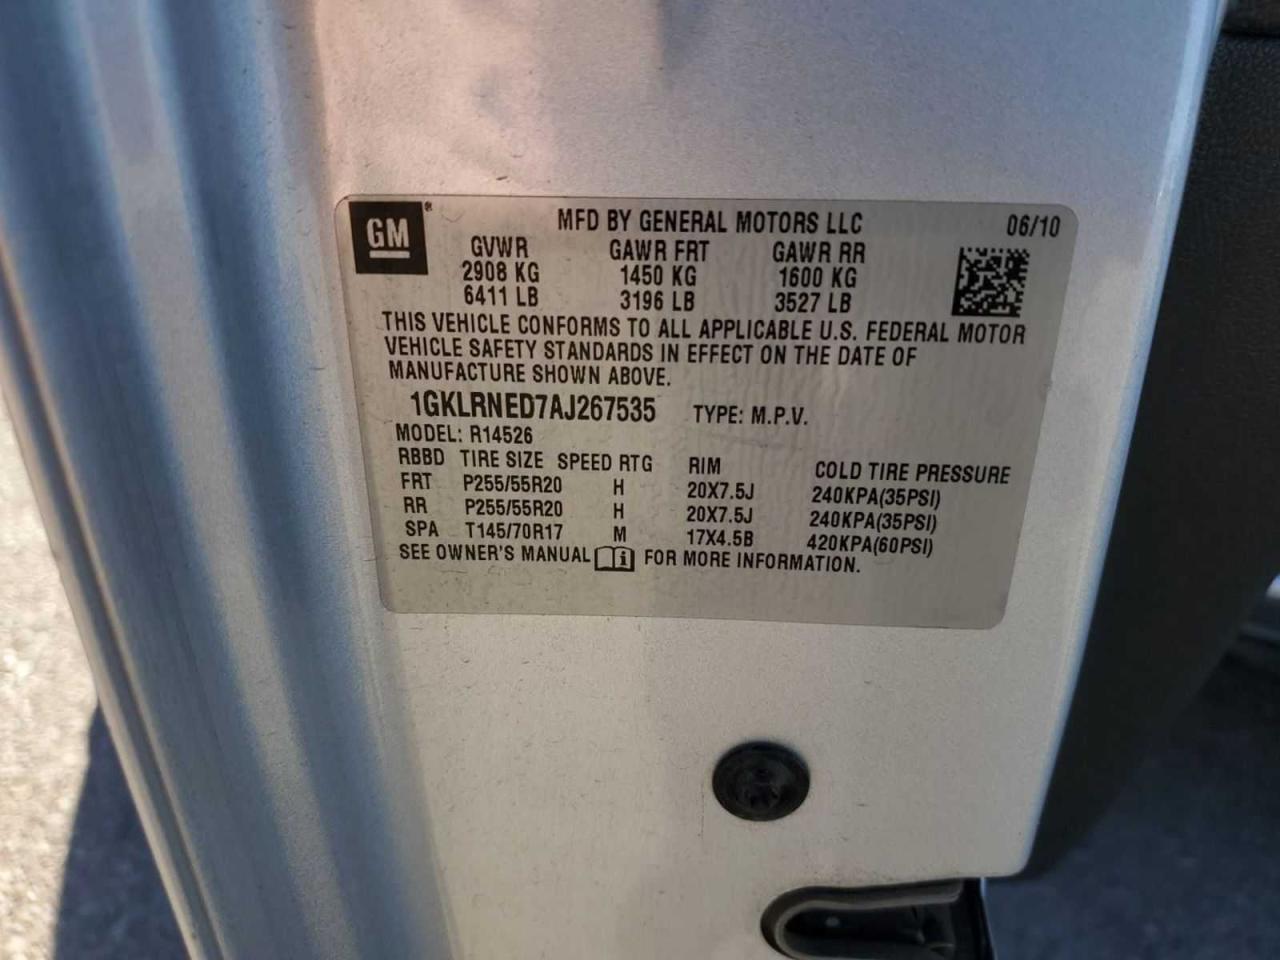 GM® MFD BY GENERAL MOTORS LLC 06/10
GVWR GAWR FRT GAWR RR
2908 KG 1450 KG 1600 KG
6411 LB 3196 LB 3527 LB
THIS VEHICLE CONFORMS TO ALL APPLICABLE U.S. FEDERAL MOTOR
VEHICLE SAFETY STANDARDS IN EFFECT ON THE DATE OF
MANUFACTURE SHOWN ABOVE.
1GKLRNED7AJ267535 TYPE: M.P.V.
MODEL: R14526
RBBD TIRE SIZE SPEED RTG RIM COLD TIRE PRESSURE
FRT P255/55R20 H 20X7.5J 240KPA(35PSI)
RR P255/55R20 H 20X7.5J 240KPA(35PSI)
SPA T145/70R17 M 17X4.5B 420KPA(60PSI)
SEE OWNER'S MANUAL FOR MORE INFORMATION.